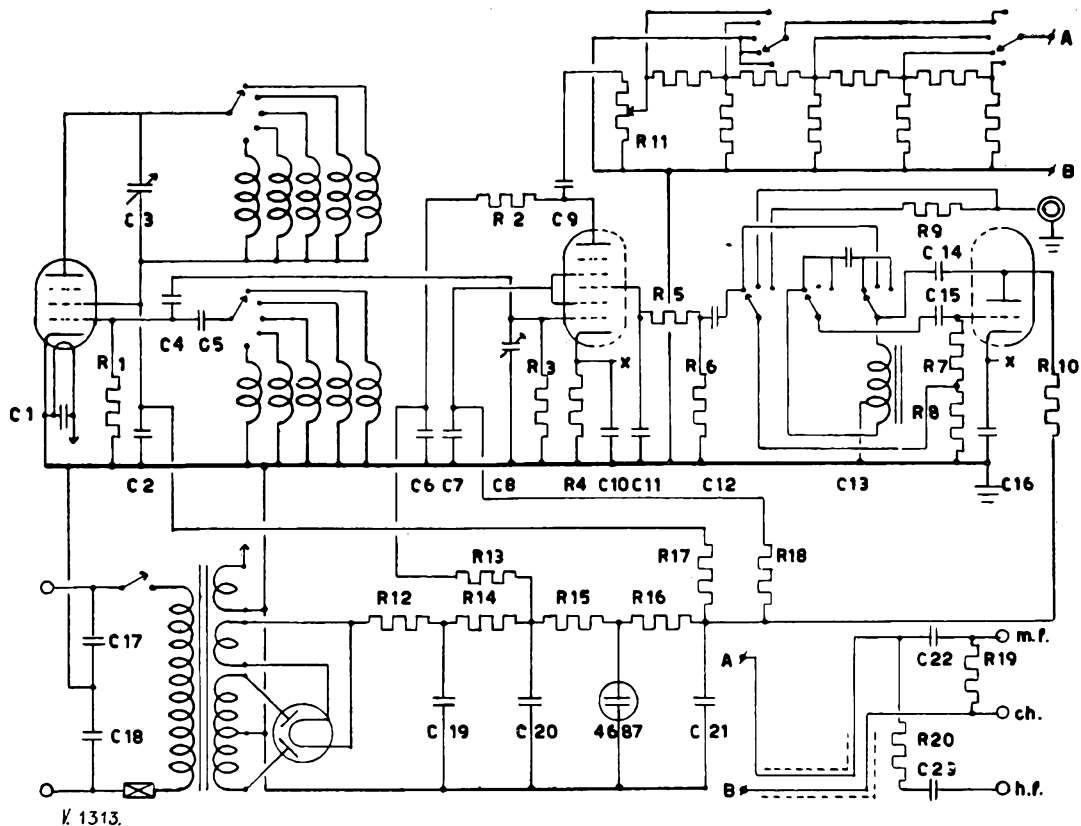 A
R11
B
C3
R2
C9
R9
C14
R5
C12
C15
C4
C5
R1
R3
x
R6
R7
x
R10
C1
R8
C2
C6
C7
C8
R4
C10
C11
C12
C13
C16
R13
R17
R18
R12
R14
R15
R16
m.f.
C17
A
C22
R19
C18
C19
C20
4687
C21
ch.
R20
C23
B
h.f.
V. 1313.